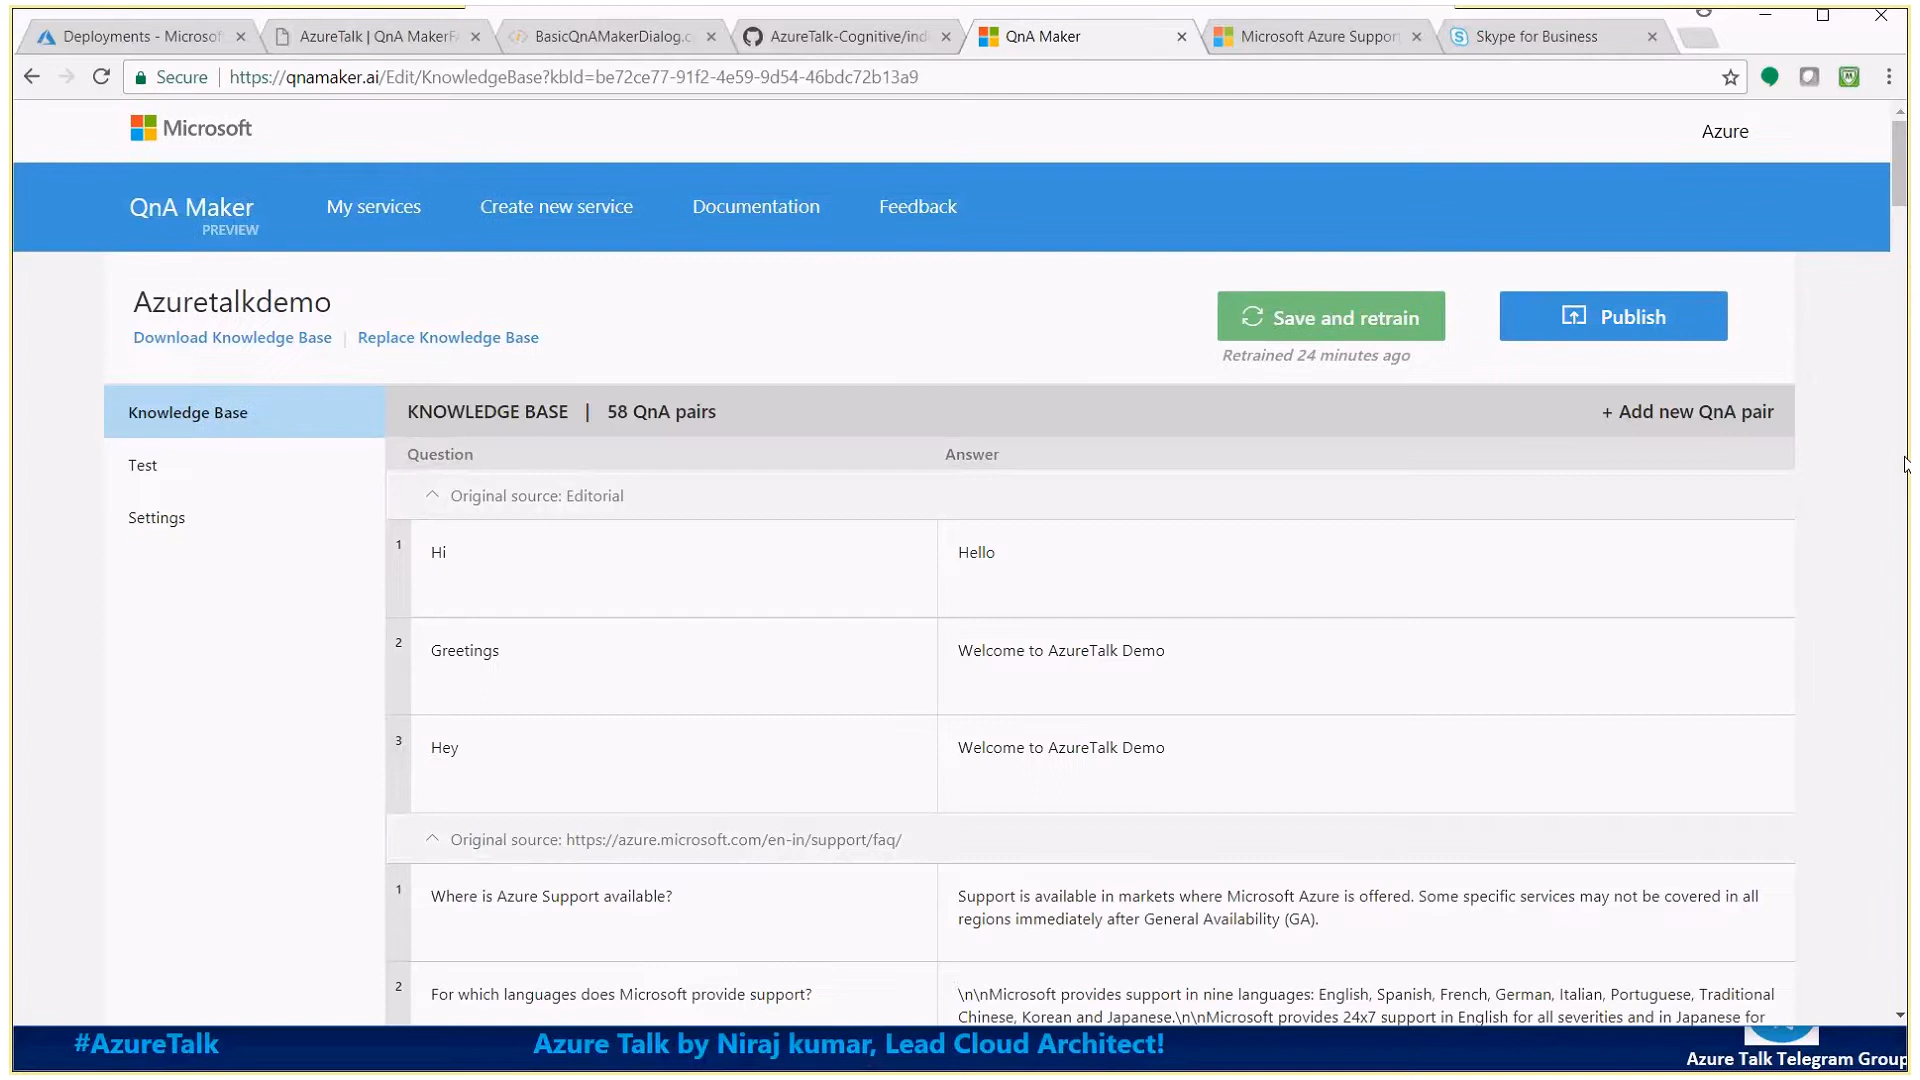 Deployments - Microsof
AzureTalk | QnA MakerFA
BasicQnAMakerDialog.c
AzureTalk-Cognitive/ind
QnA Maker
Microsoft Azure Suppor
Skype for Business
Secure
https://qnamaker.ai/Edit/KnowledgeBase?kbId=be72ce77-91f2-4e59-9d54-46bdc72b13a9
Microsoft
Azure
QnA Maker
PREVIEW
My services
Create new service
Documentation
Feedback
Azuretalkdemo
Download Knowledge Base | Replace Knowledge Base
Save and retrain
Retrained 24 minutes ago
Publish
Knowledge Base
Test
Settings
KNOWLEDGE BASE | 58 QnA pairs
+ Add new QnA pair
Question
Answer
Original source: Editorial
1
Hi
Hello
2
Greetings
Welcome to AzureTalk Demo
3
Hey
Welcome to AzureTalk Demo
Original source: https://azure.microsoft.com/en-in/support/faq/
1
Where is Azure Support available?
Support is available in markets where Microsoft Azure is offered. Some specific services may not be covered in all
regions immediately after General Availability (GA).
2
For which languages does Microsoft provide support?
\n\nMicrosoft provides support in nine languages: English, Spanish, French, German, Italian, Portuguese, Traditional
Chinese, Korean and Japanese.\n\nMicrosoft provides 24x7 support in English for all severities and in Japanese for
#AzureTalk
Azure Talk by Niraj kumar, Lead Cloud Architect!
Azure Talk Telegram Group